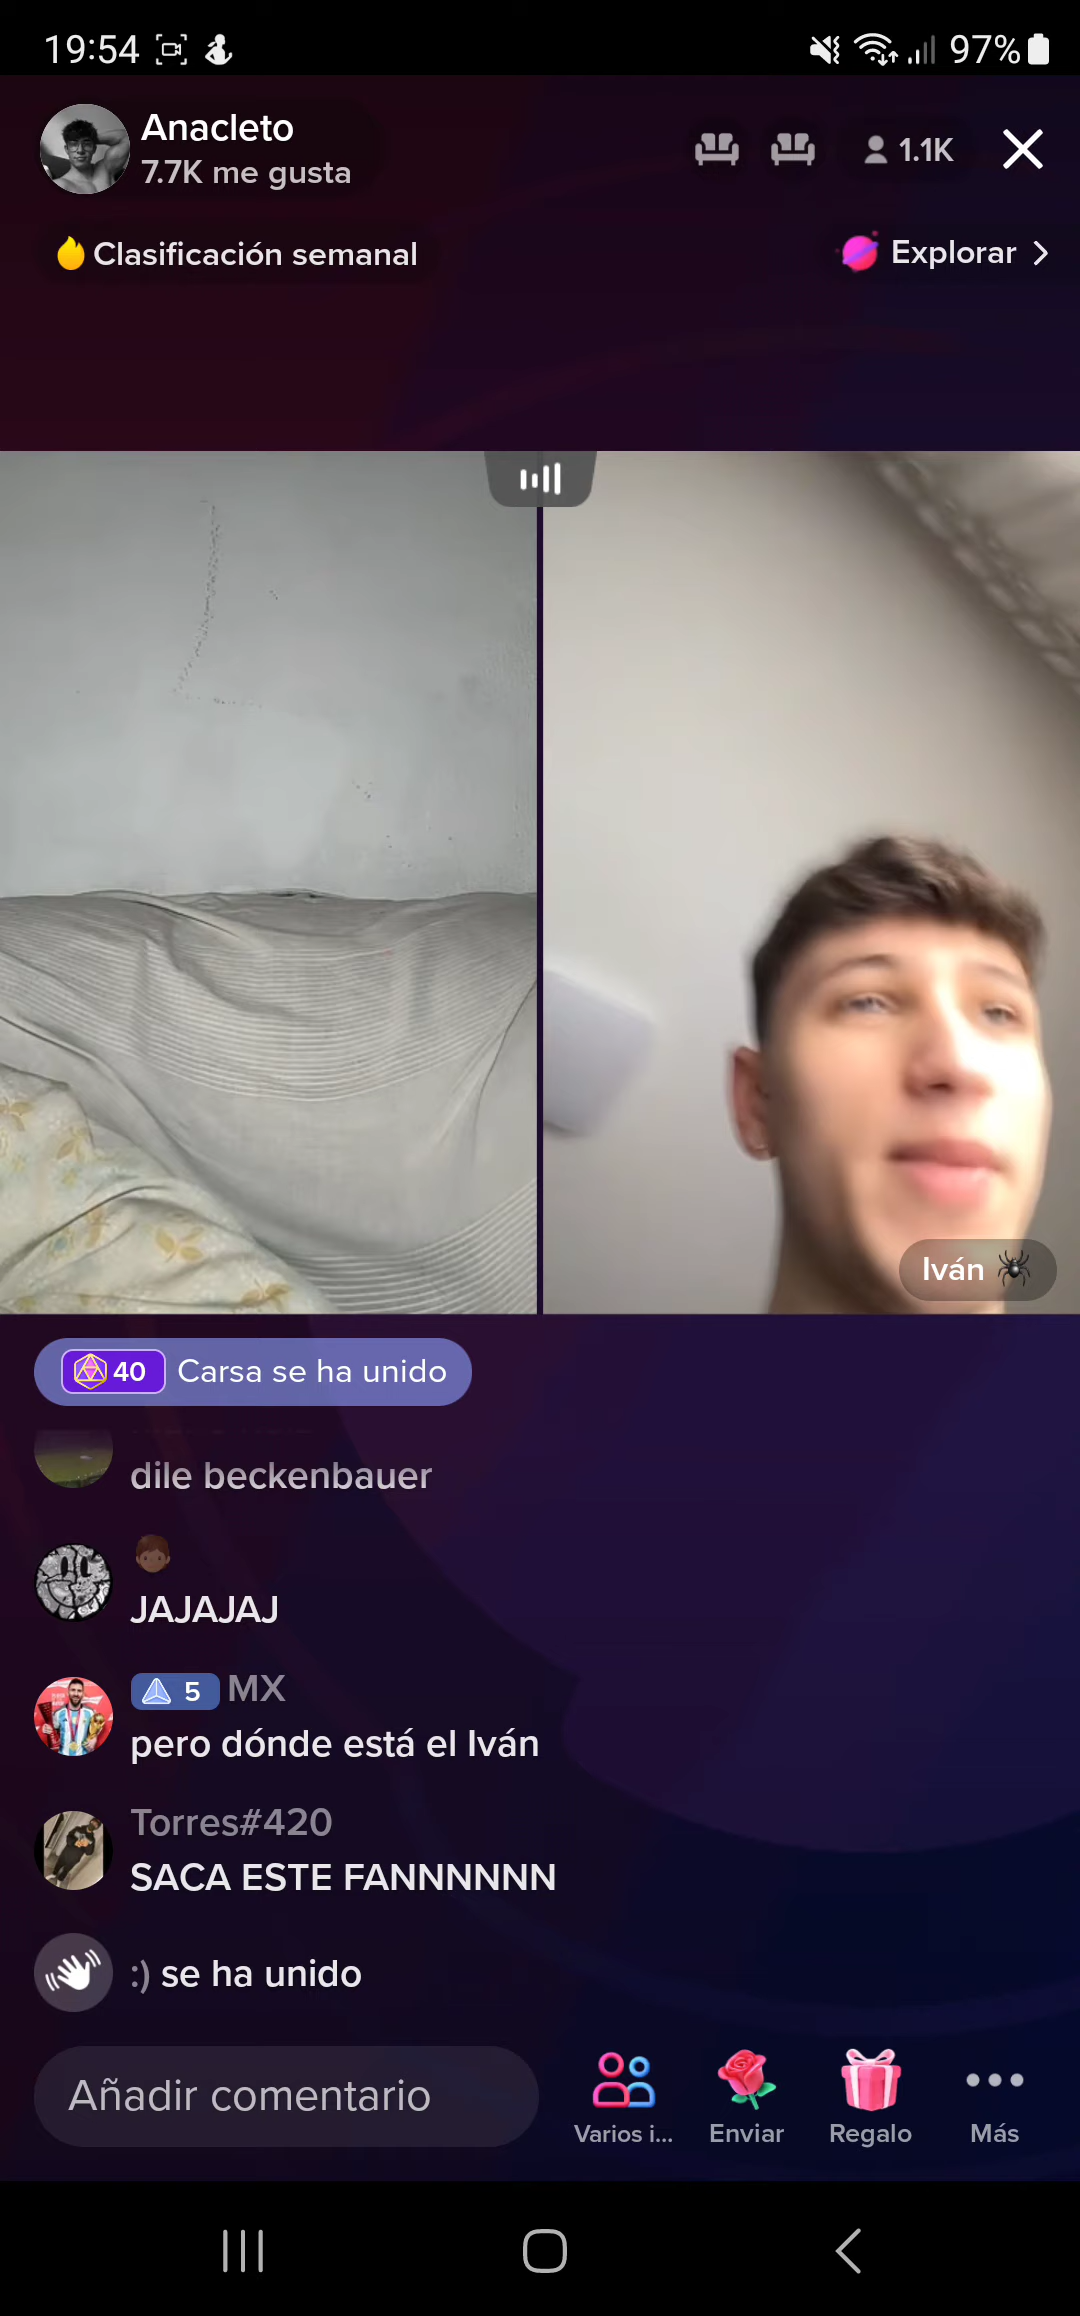 19:54 97%
Anacleto
7.7K me gusta
1.1K
Clasificación semanal
Explorar
Iván
40 Carsa se ha unido
dile beckenbauer
JAJAJAJ
5 MX
pero dónde está el Iván
Torres#420
SACA ESTE FANNNNNN
:) se ha unido
Añadir comentario
Varios i...
Enviar
Regalo
Más